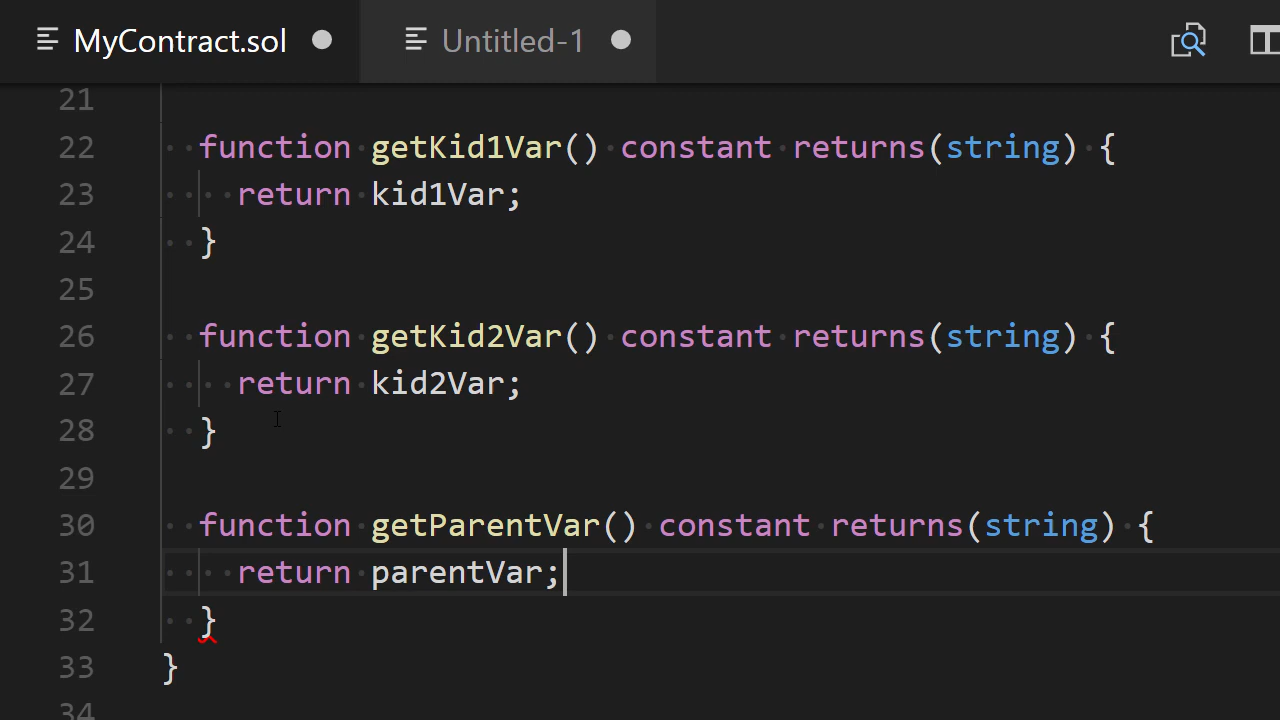 MyContract.sol Untitled-1
21
22 function getKid1Var() constant returns(string) {
23 return kid1Var;
24 }
25
26 function getKid2Var() constant returns(string) {
27 return kid2Var;
28 }
29
30 function getParentVar() constant returns(string) {
31 return parentVar;
32 }
33 }
34